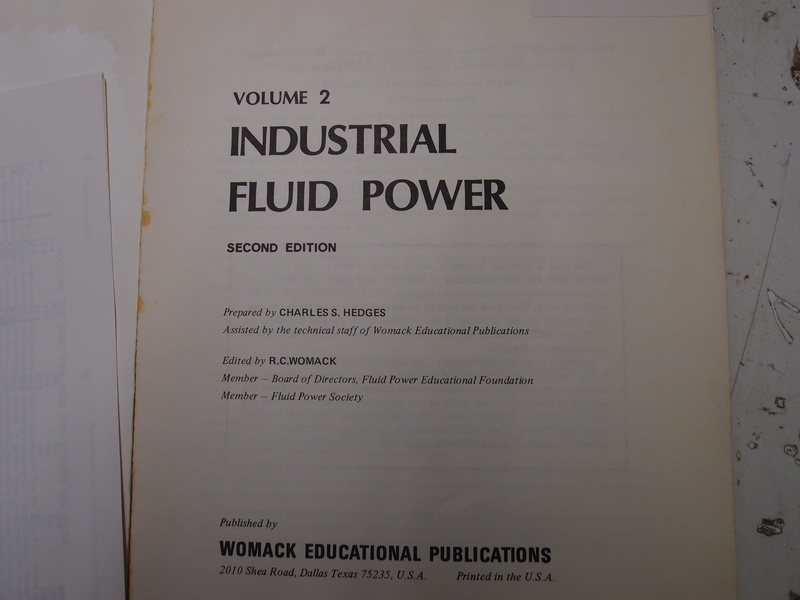 VOLUME 2
INDUSTRIAL
FLUID POWER
SECOND EDITION
Prepared by CHARLES S. HEDGES
Assisted by the technical staff of Womack Educational Publications
Edited by R.C.WOMACK
Member – Board of Directors, Fluid Power Educational Foundation
Member – Fluid Power Society
Published by
WOMACK EDUCATIONAL PUBLICATIONS
2010 Shea Road, Dallas Texas 75235, U.S.A. Printed in the U.S.A.